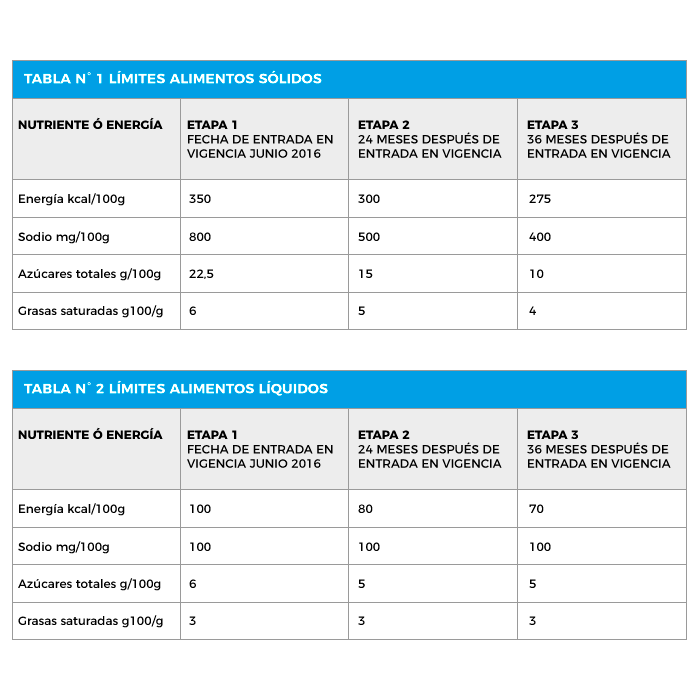 TABLA N° 1 LÍMITES ALIMENTOS SÓLIDOS
NUTRIENTE Ó ENERGÍA
ETAPA 1
FECHA DE ENTRADA EN
VIGENCIA JUNIO 2016
ETAPA 2
24 MESES DESPUÉS DE
ENTRADA EN VIGENCIA
ETAPA 3
36 MESES DESPUÉS DE
ENTRADA EN VIGENCIA
Energía kcal/100g 350 300 275
Sodio mg/100g 800 500 400
Azúcares totales g/100g 22,5 15 10
Grasas saturadas g100/g 6 5 4
TABLA N° 2 LÍMITES ALIMENTOS LÍQUIDOS
NUTRIENTE Ó ENERGÍA
ETAPA 1
FECHA DE ENTRADA EN
VIGENCIA JUNIO 2016
ETAPA 2
24 MESES DESPUÉS DE
ENTRADA EN VIGENCIA
ETAPA 3
36 MESES DESPUÉS DE
ENTRADA EN VIGENCIA
Energía kcal/100g 100 80 70
Sodio mg/100g 100 100 100
Azúcares totales g/100g 6 5 5
Grasas saturadas g100/g 3 3 3